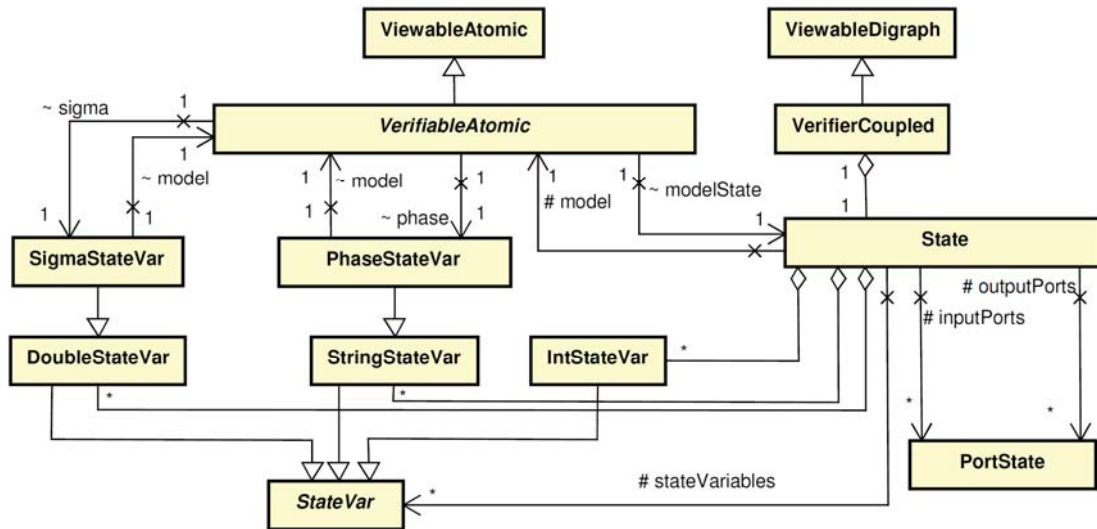 ViewableAtomic
ViewableDigraph
~ sigma
1
1
VerifiableAtomic
VerifierCoupled
~ model
1
1
1
SigmaStateVar
1
~ model
1
1
~ phase
1
PhaseStateVar
1
# model
1
~ modelState
1
1
1
State
DoubleStateVar
StringStateVar
IntStateVar
*
*
*
# outputPorts
# inputPorts
*
*
PortState
StateVar
*
# stateVariables